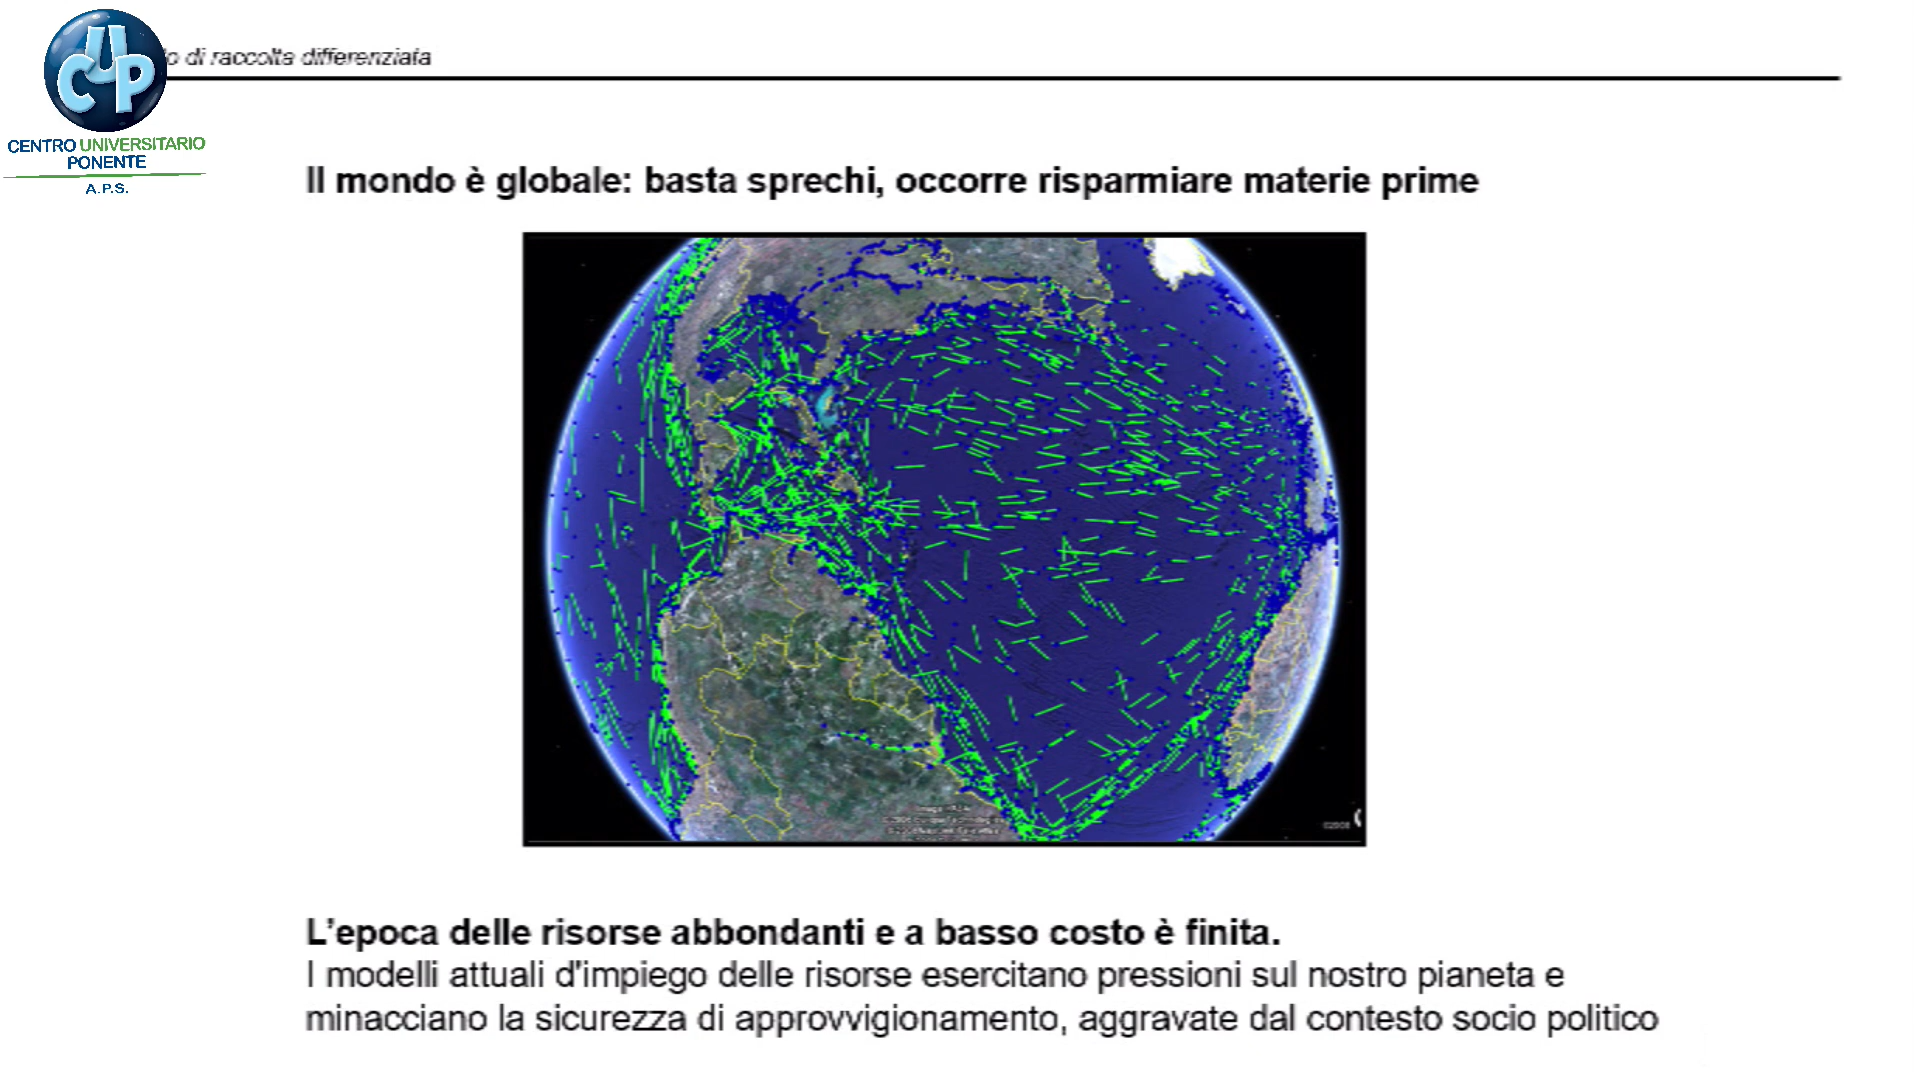 CUP
o di raccolta differenziata
CENTRO UNIVERSITARIO
PONENTE
A.P.S.
Il mondo è globale: basta sprechi, occorre risparmiare materie prime
L'epoca delle risorse abbondanti e a basso costo è finita.
I modelli attuali d'impiego delle risorse esercitano pressioni sul nostro pianeta e
minacciano la sicurezza di approvvigionamento, aggravate dal contesto socio politico